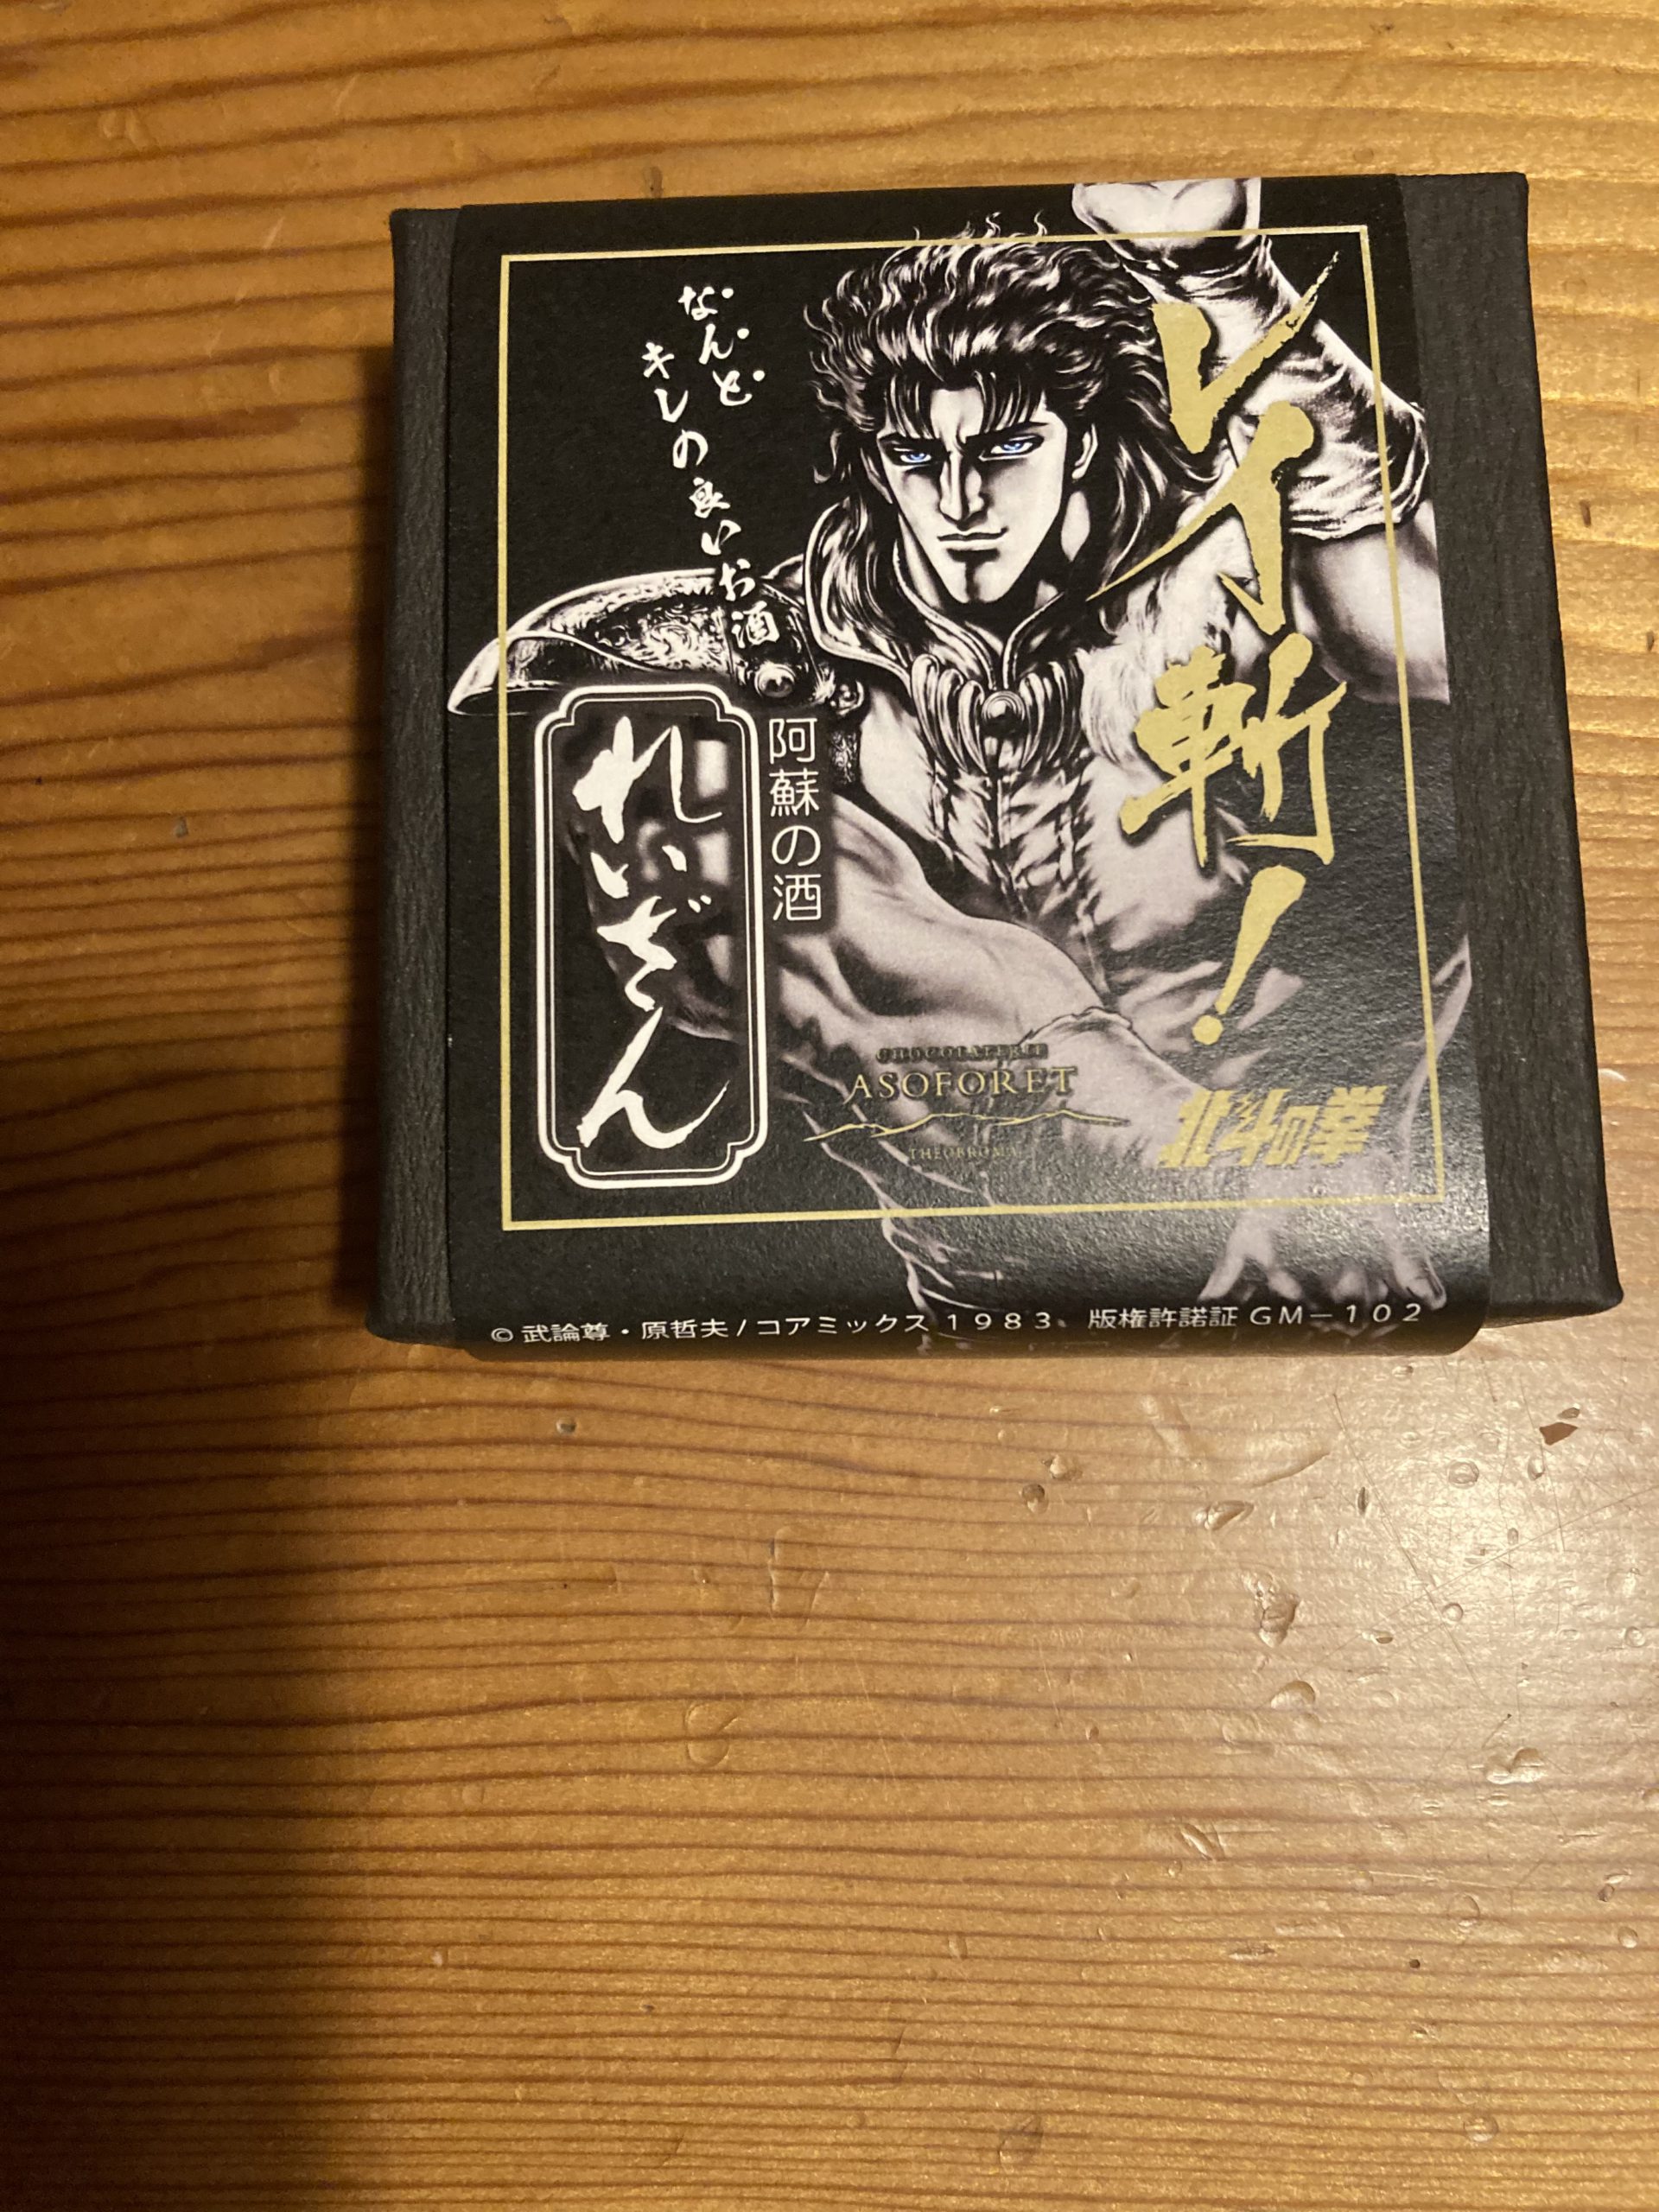 レイ斬!
なんと
キレの良いお酒
阿蘇の酒
れいざん
CHOCOLATERIE
ASOFORET
THEOBROMA
北斗の拳
© 武論尊・原哲夫/コアミックス 1983、版権許諾証 GM-102